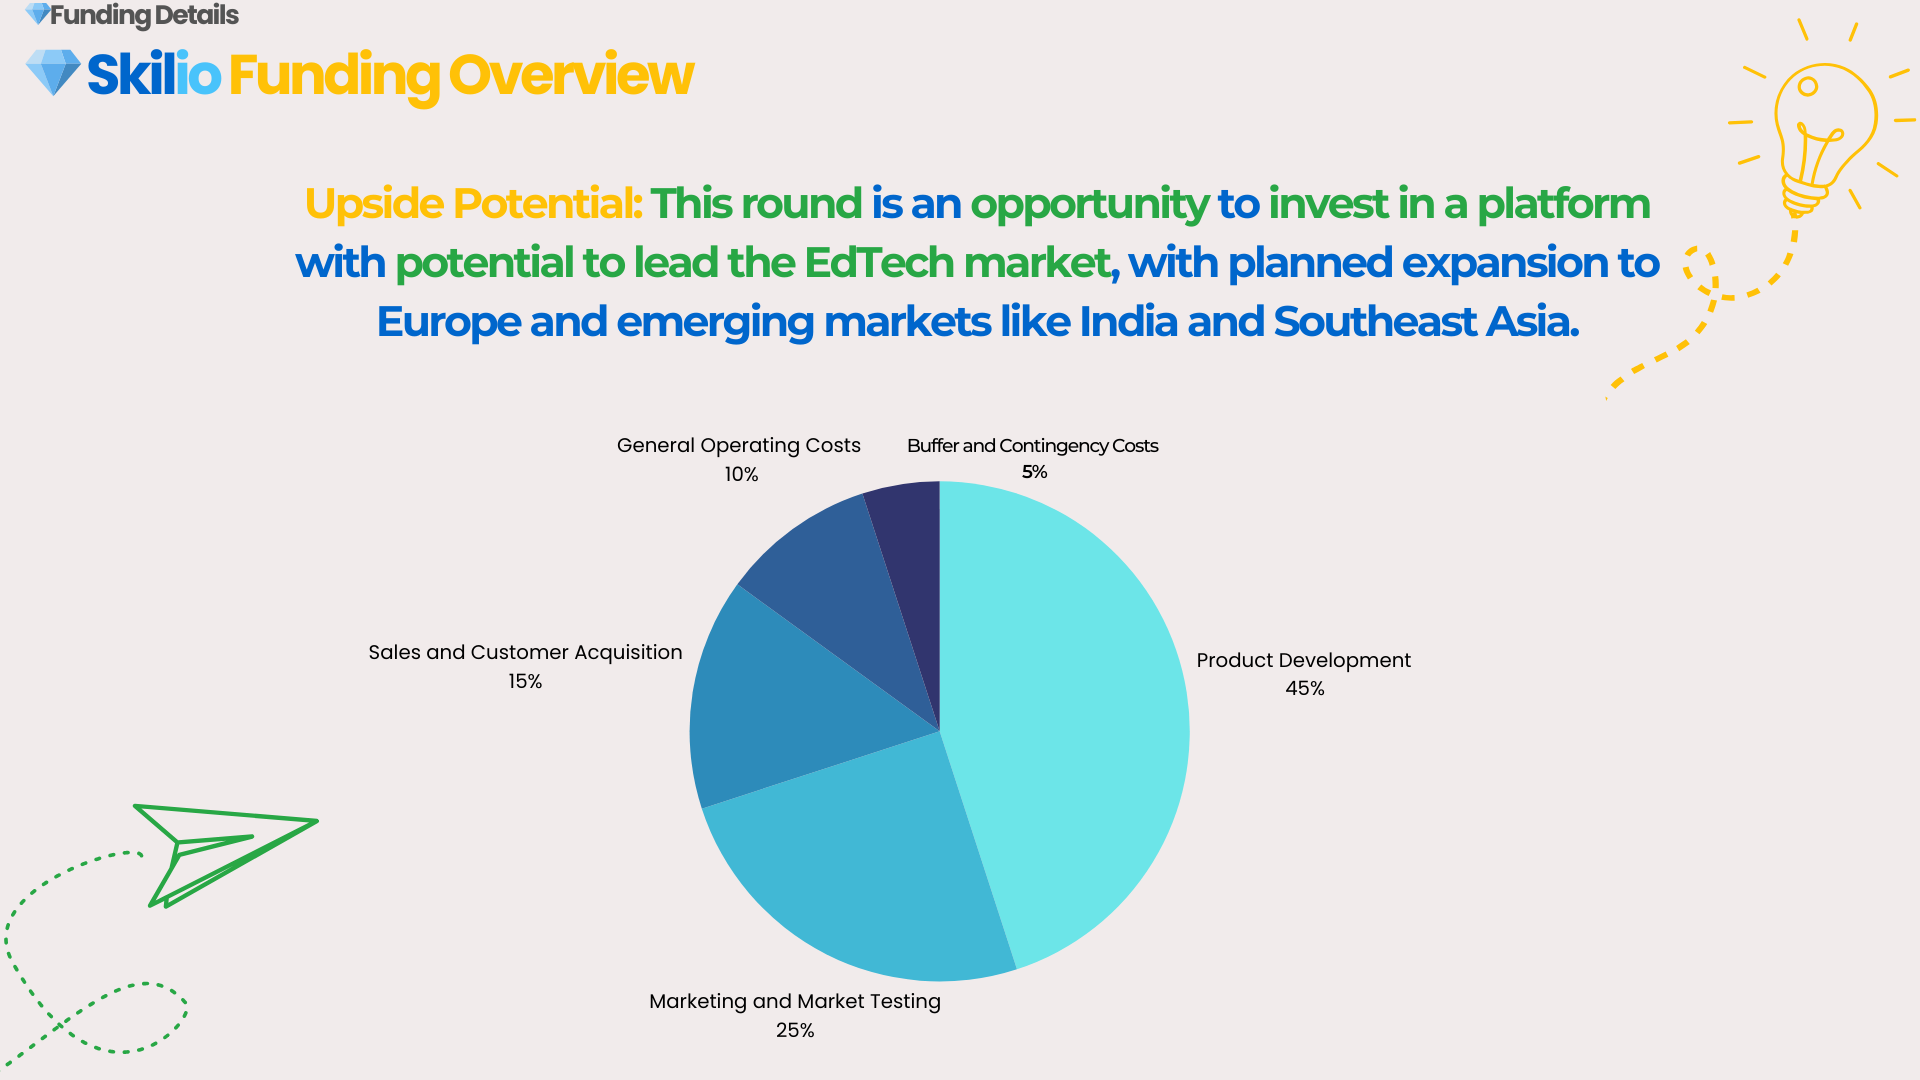 Funding Details
Skilio Funding Overview
Upside Potential: This round is an opportunity to invest in a platform
with potential to lead the EdTech market, with planned expansion to
Europe and emerging markets like India and Southeast Asia.
General Operating Costs
10%
Buffer and Contingency Costs
5%
Sales and Customer Acquisition
15%
Product Development
45%
Marketing and Market Testing
25%